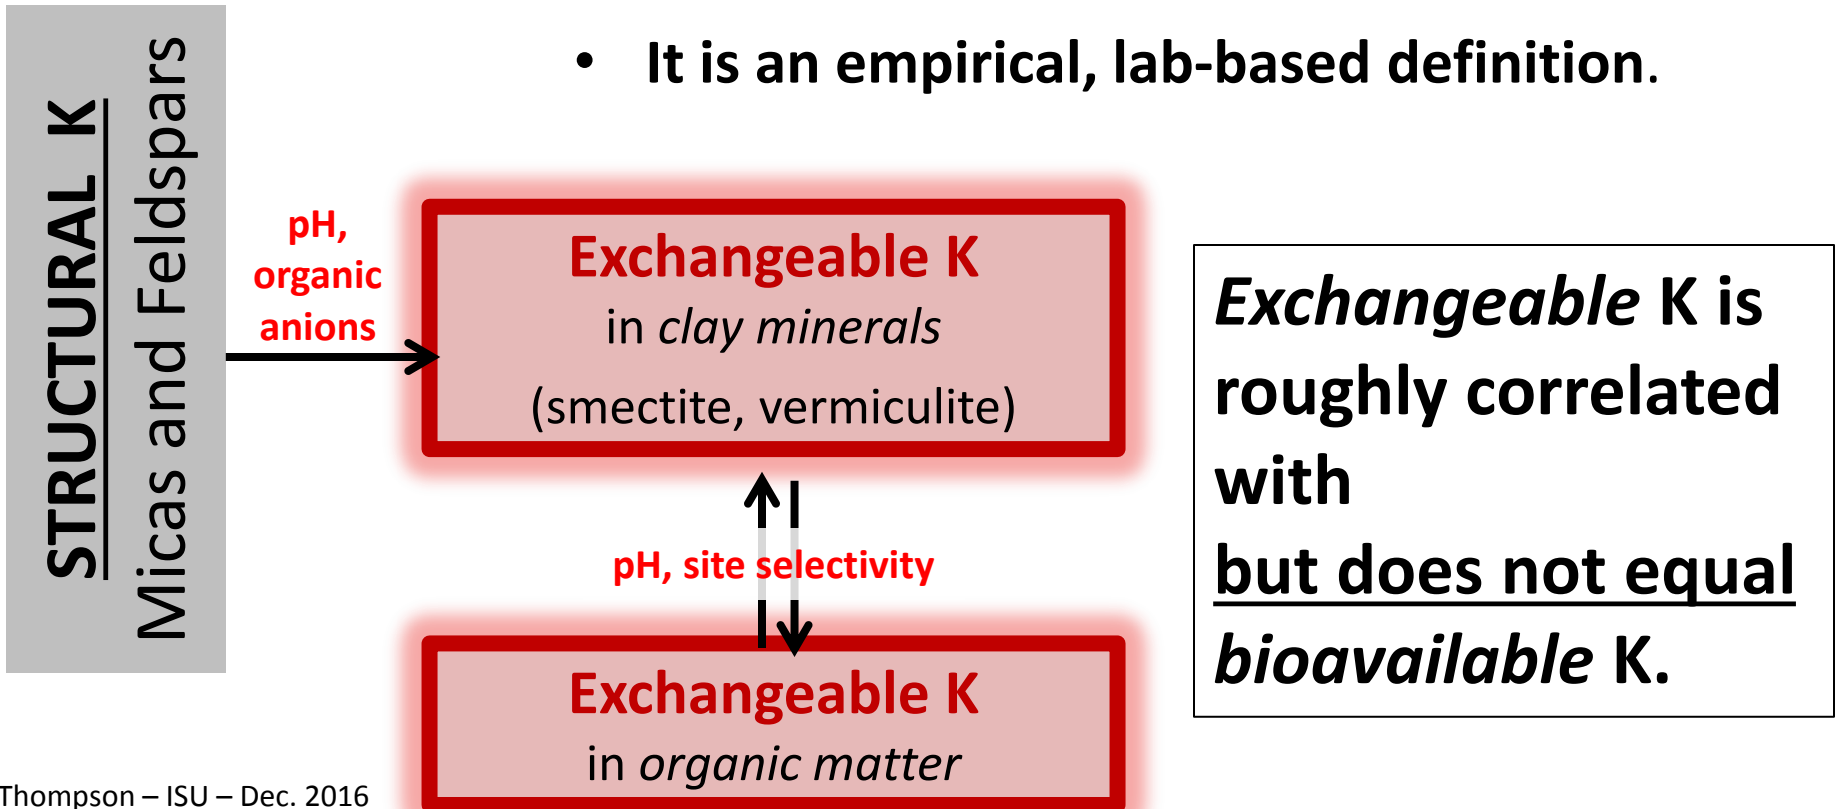 • It is an empirical, lab-based definition.
STRUCTURAL K
Micas and Feldspars
pH,
organic
anions
Exchangeable K
in clay minerals
(smectite, vermiculite)
pH, site selectivity
Exchangeable K
in organic matter
Exchangeable K is
roughly correlated
with
but does not equal
bioavailable K.
Thompson – ISU – Dec. 2016